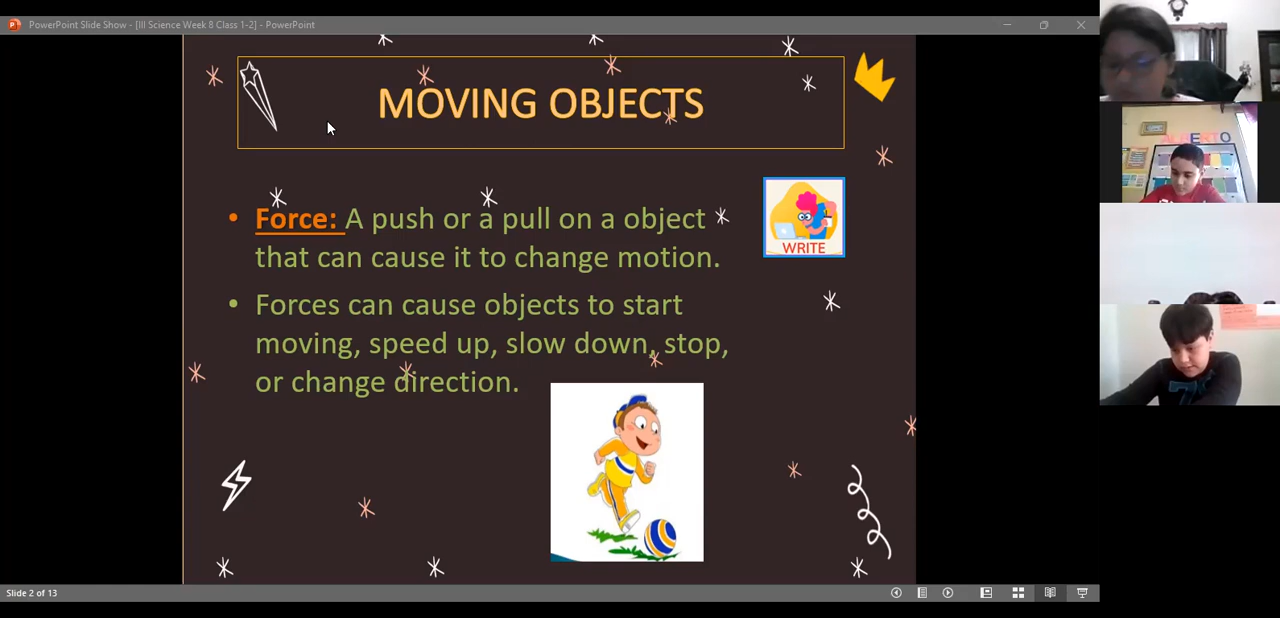 PowerPoint Slide Show - [III Science Week 8 Class 1-2] - PowerPoint
MOVING OBJECTS
• Force: A push or a pull on a object
that can cause it to change motion.
WRITE
• Forces can cause objects to start
moving, speed up, slow down, stop,
or change direction.
Slide 2 of 13
ALBERTO